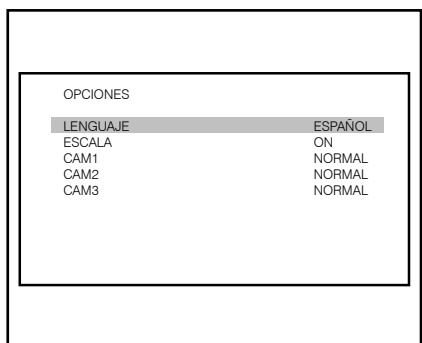 OPCIONES
LENGUAJE ESPAÑOL
ESCALA ON
CAM1 NORMAL
CAM2 NORMAL
CAM3 NORMAL